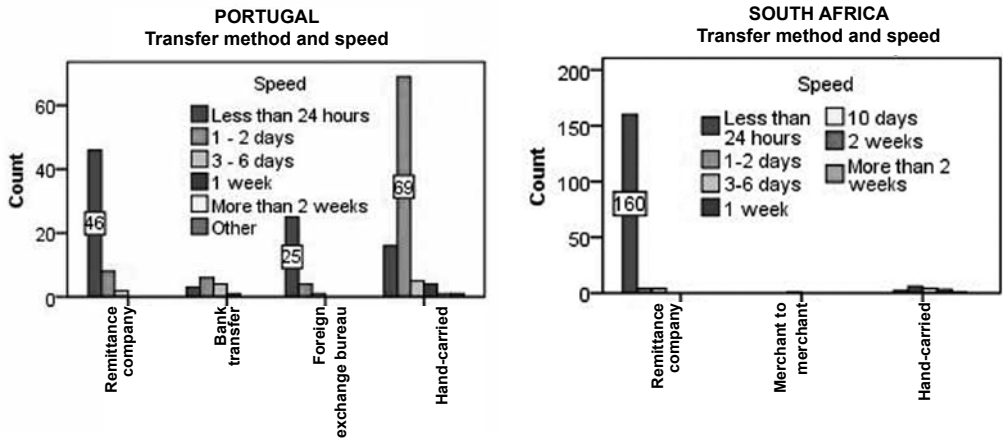 PORTUGAL
Transfer method and speed
Speed
Less than 24 hours
1 - 2 days
3 - 6 days
1 week
More than 2 weeks
Other
Count
60
40
20
0
46
25
69
Remittance
company
Bank
transfer
Foreign
exchange bureau
Hand-carried
SOUTH AFRICA
Transfer method and speed
Speed
Less than
24 hours
1-2 days
3-6 days
1 week
10 days
2 weeks
More than 2
weeks
Count
200
150
100
50
0
160
Remittance
company
Merchant to
merchant
Hand-carried